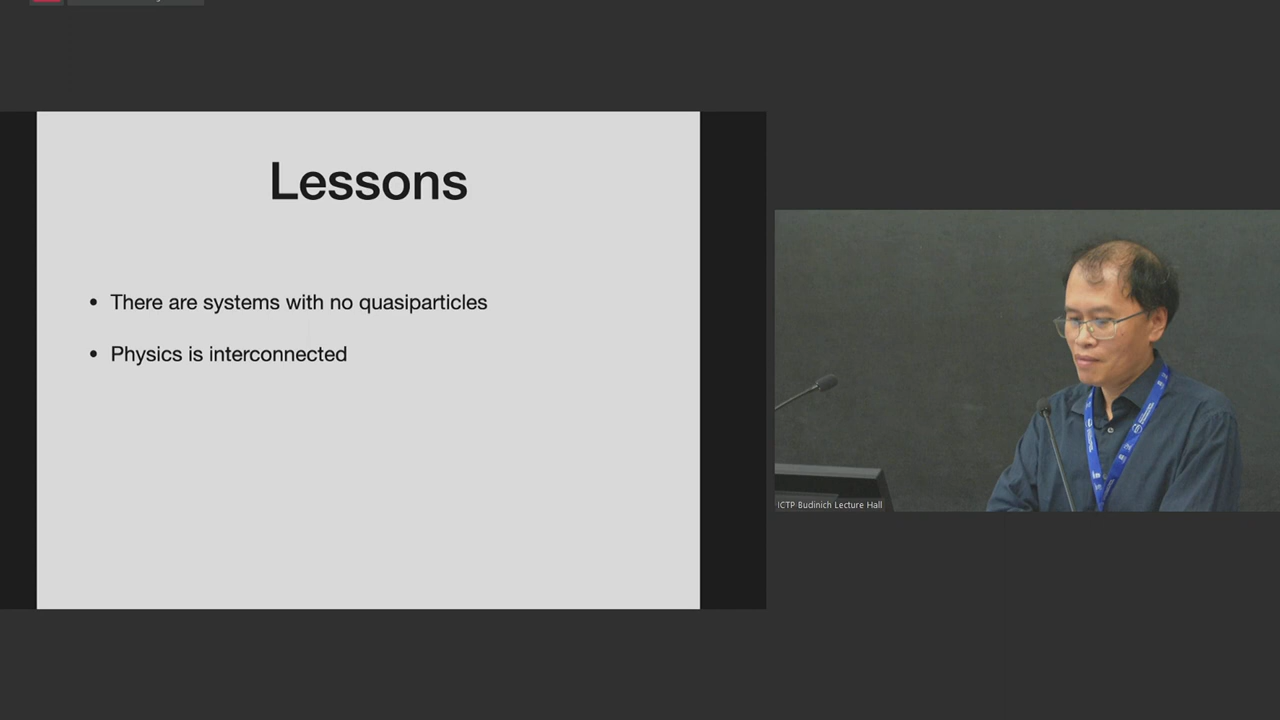 Lessons
• There are systems with no quasiparticles
• Physics is interconnected
ICTP Budinich Lecture Hall